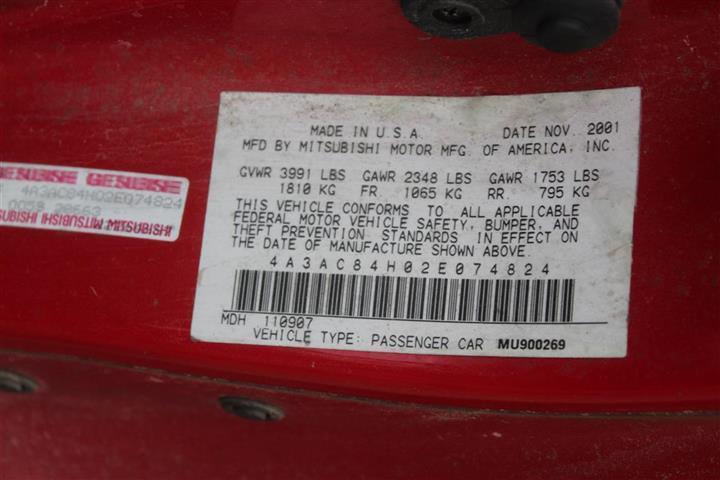 MADE IN U.S.A. DATE NOV. 2001
MFD BY MITSUBISHI MOTOR MFG. OF AMERICA, INC.
GVWR 3991 LBS GAWR 2348 LBS GAWR 1753 LBS
1810 KG FR. 1065 KG RR. 795 KG
THIS VEHICLE CONFORMS TO ALL APPLICABLE
FEDERAL MOTOR VEHICLE SAFETY, BUMPER, AND
THEFT PREVENTION STANDARDS IN EFFECT ON
THE DATE OF MANUFACTURE SHOWN ABOVE.
4A3AC84H02E074824
MDH 110907
VEHICLE TYPE: PASSENGER CAR MU900269
GENUINE GENUINE
4A3AC84H02E074824
MITSUBISHI